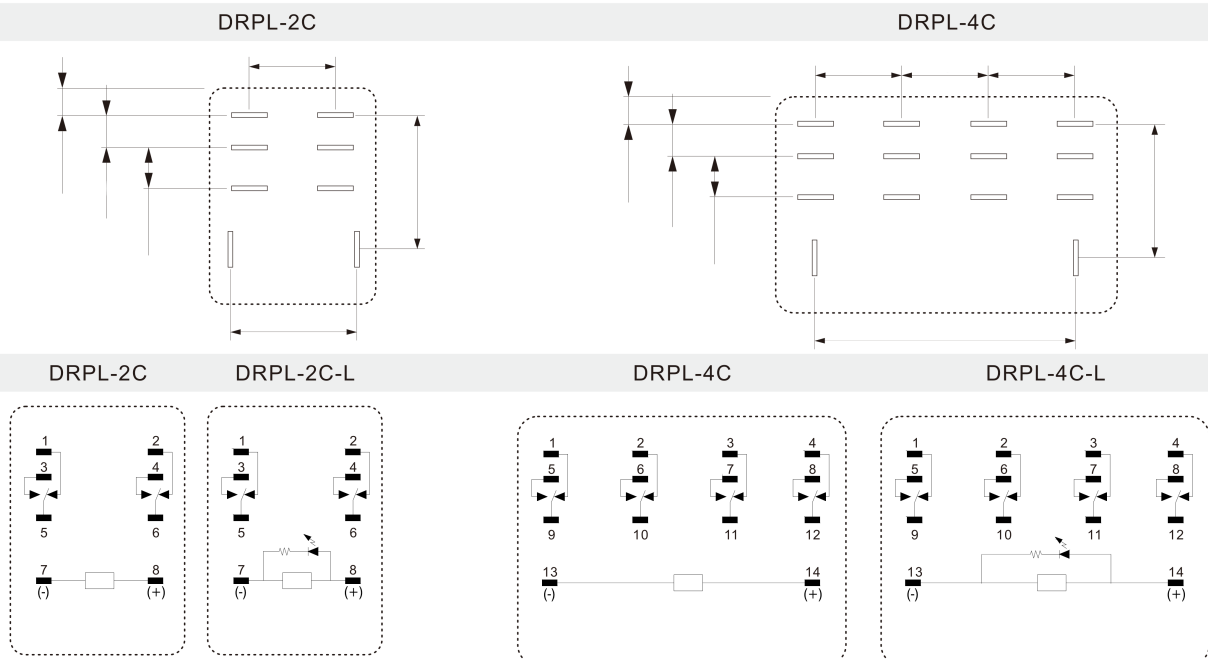 DRPL-2C DRPL-4C
DRPL-2C DRPL-2C-L DRPL-4C DRPL-4C-L
1 2 1 2 1 2 3 4 1 2 3 4
3 4 3 4 5 6 7 8 5 6 7 8
5 6 5 6 9 10 11 12 9 10 11 12
7 8 7 8 13 14 13 14
(-) (+) (-) (+) (-) (+) (-) (+)